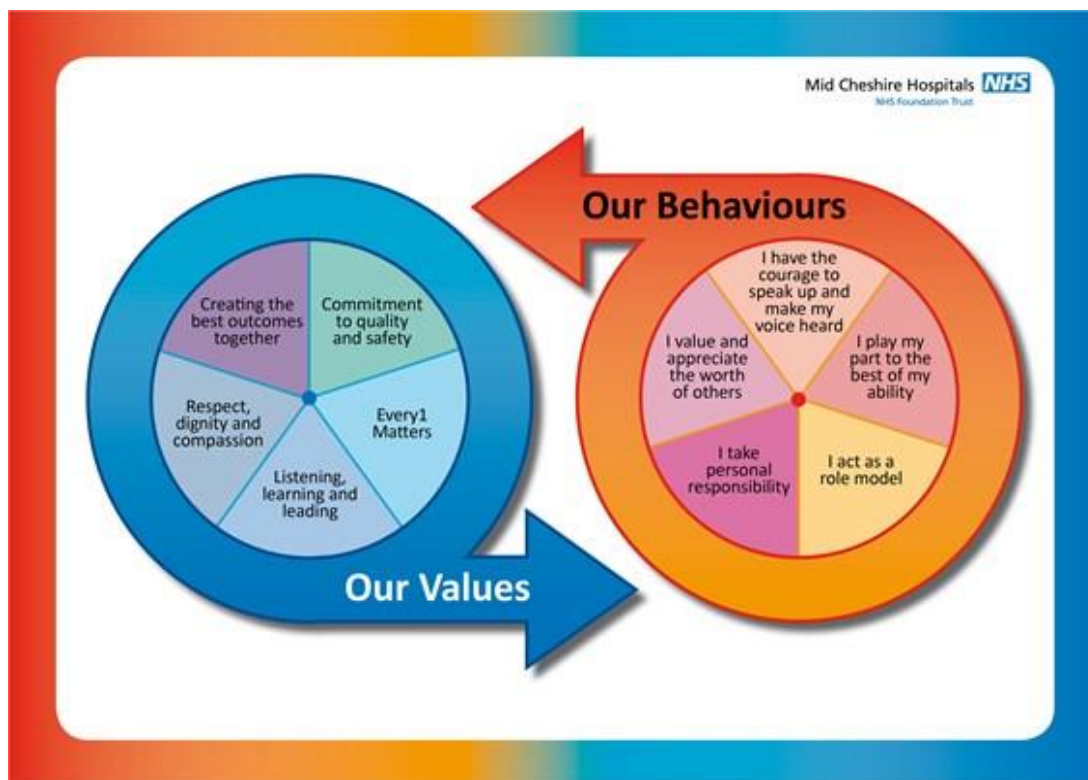 Mid Cheshire Hospitals NHS
NHS Foundation Trust
Our Behaviours
I have the
courage to
speak up and
make my
voice heard
I play my
part to the
best of my
ability
I act as a
role model
I take
personal
responsibility
I value and
appreciate
the worth
of others
Creating the
best outcomes
together
Commitment
to quality
and safety
Every1
Matters
Listening,
learning and
leading
Respect,
dignity and
compassion
Our Values